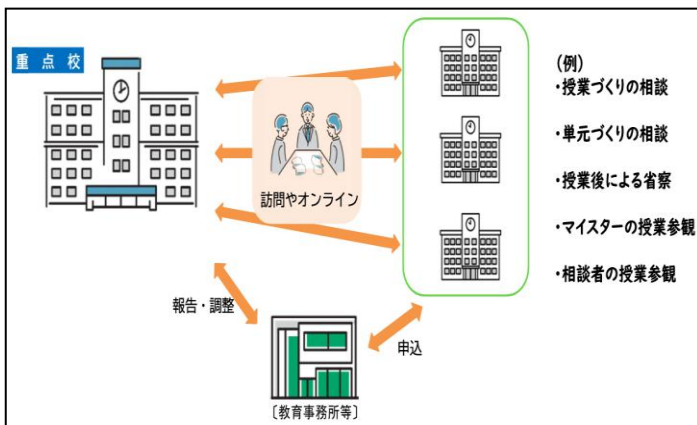 重点校
訪問やオンライン
(例)
・授業づくりの相談
・単元づくりの相談
・授業後による省察
・マイスターの授業参観
・相談者の授業参観
報告・調整
申込
〔教育事務所等〕